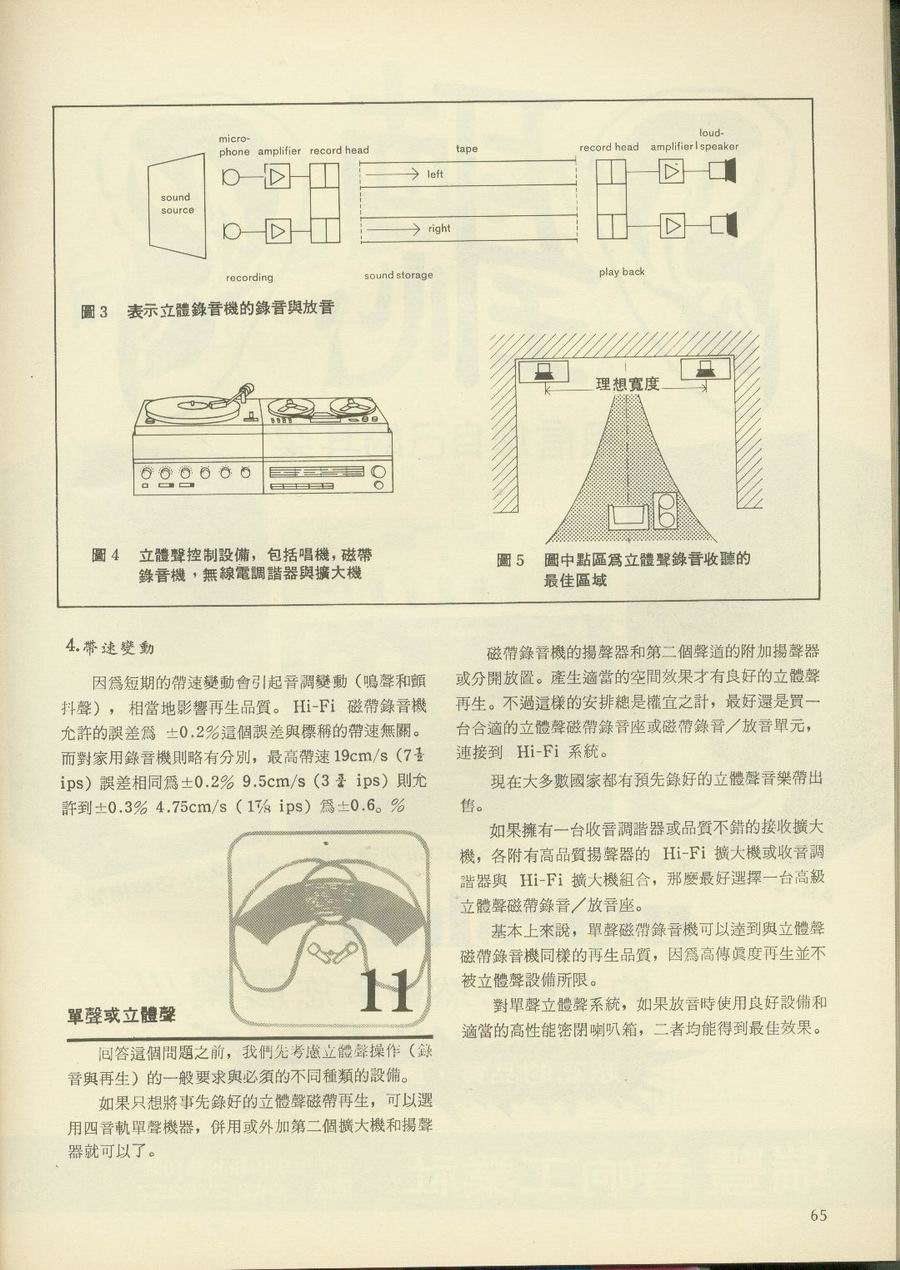 micro-
phone amplifier record head tape record head amplifier loud-
speaker
sound
source
left
right
recording sound storage play back
圖3 表示立體錄音機的錄音與放音
理想寬度
圖4 立體聲控制設備，包括唱機，磁帶
錄音機，無線電調諧器與擴大機
圖5 圖中點區爲立體聲錄音收聽的
最佳區域
4.帶速變動
因爲短期的帶速變動會引起音調變動（鳴聲和顫
抖聲），相當地影響再生品質。Hi-Fi 磁帶錄音機
允許的誤差爲 ±0.2%這個誤差與標稱的帶速無關。
而對家用錄音機則略有分別，最高帶速19cm/s（7½
ips）誤差相同爲±0.2% 9.5cm/s（3¾ ips）則允
許到±0.3% 4.75cm/s（1⅞ ips）爲±0.6。%
11
單聲或立體聲
回答這個問題之前，我們先考慮立體聲操作（錄
音與再生）的一般要求與必須的不同種類的設備。
如果只想將事先錄好的立體聲磁帶再生，可以選
用四音軌單聲機器，併用或外加第二個擴大機和揚聲
器就可以了。
磁帶錄音機的揚聲器和第二個聲道的附加揚聲器
或分開放置。產生適當的空間效果才有良好的立體聲
再生。不過這樣的安排總是權宜之計，最好還是買一
台合適的立體聲磁帶錄音座或磁帶錄音／放音單元，
連接到 Hi-Fi 系統。
現在大多數國家都有預先錄好的立體聲音樂帶出
售。
如果擁有一台收音調諧器或品質不錯的接收擴大
機，各附有高品質揚聲器的 Hi-Fi 擴大機或收音調
諧器與 Hi-Fi 擴大機組合，那麼最好選擇一台高級
立體聲磁帶錄音／放音座。
基本上來說，單聲磁帶錄音機可以達到與立體聲
磁帶錄音機同樣的再生品質，因爲高傳眞度再生並不
被立體聲設備所限。
對單聲立體聲系統，如果放音時使用良好設備和
適當的高性能密閉喇叭箱，二者均能得到最佳效果。
65